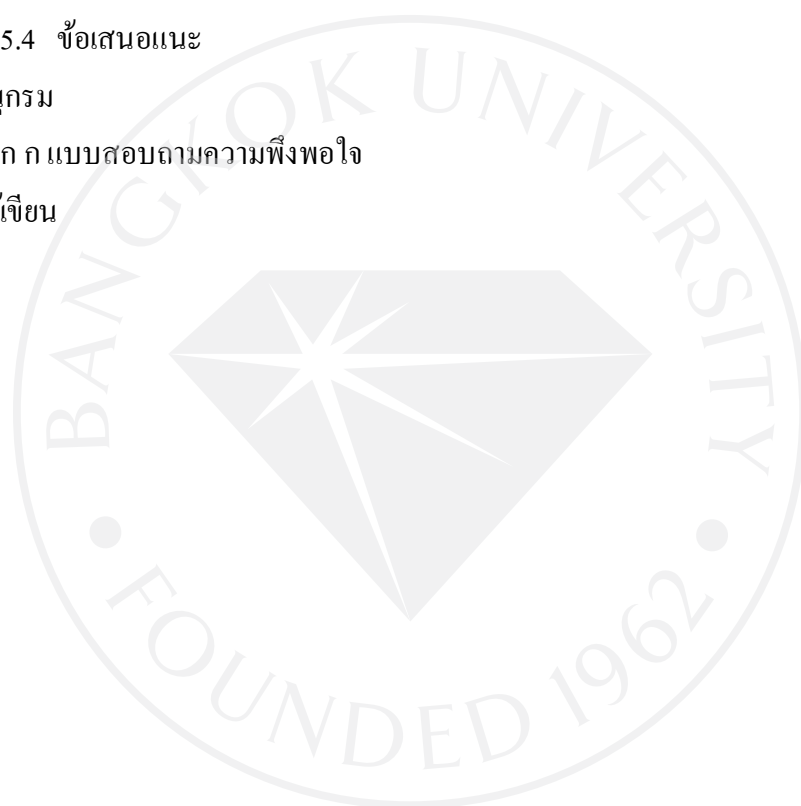 5.4 ข้อเสนอแนะ
ุกรม
ก ก แบบสอบถามความพึงพอใจ
เขียน
BANGKOK UNIVERSITY
FOUNDED 1962